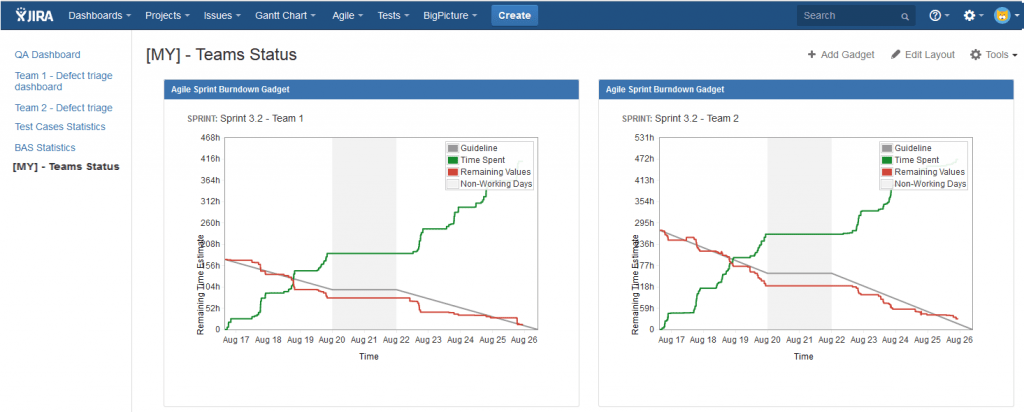 JIRA Dashboards Projects Issues Gantt Chart Agile Tests BigPicture Create Search
[MY] - Teams Status
+ Add Gadget Edit Layout Tools
QA Dashboard
Team 1 - Defect triage
dashboard
Team 2 - Defect triage
Test Cases Statistics
BAS Statistics
[MY] - Teams Status
Agile Sprint Burndown Gadget
SPRINT: Sprint 3.2 - Team 1
468h
416h
364h
312h
260h
208h
156h
104h
52h
0
Remaining Time Estimate
Guideline
Time Spent
Remaining Values
Non-Working Days
Aug 17 Aug 18 Aug 19 Aug 20 Aug 22 Aug 23 Aug 24 Aug 25 Aug 26
Time
Agile Sprint Burndown Gadget
SPRINT: Sprint 3.2 - Team 2
531h
472h
413h
354h
295h
236h
177h
118h
59h
0
Remaining Time Estimate
Guideline
Time Spent
Remaining Values
Non-Working Days
Aug 17 Aug 18 Aug 19 Aug 20 Aug 22 Aug 23 Aug 24 Aug 25 Aug 26
Time